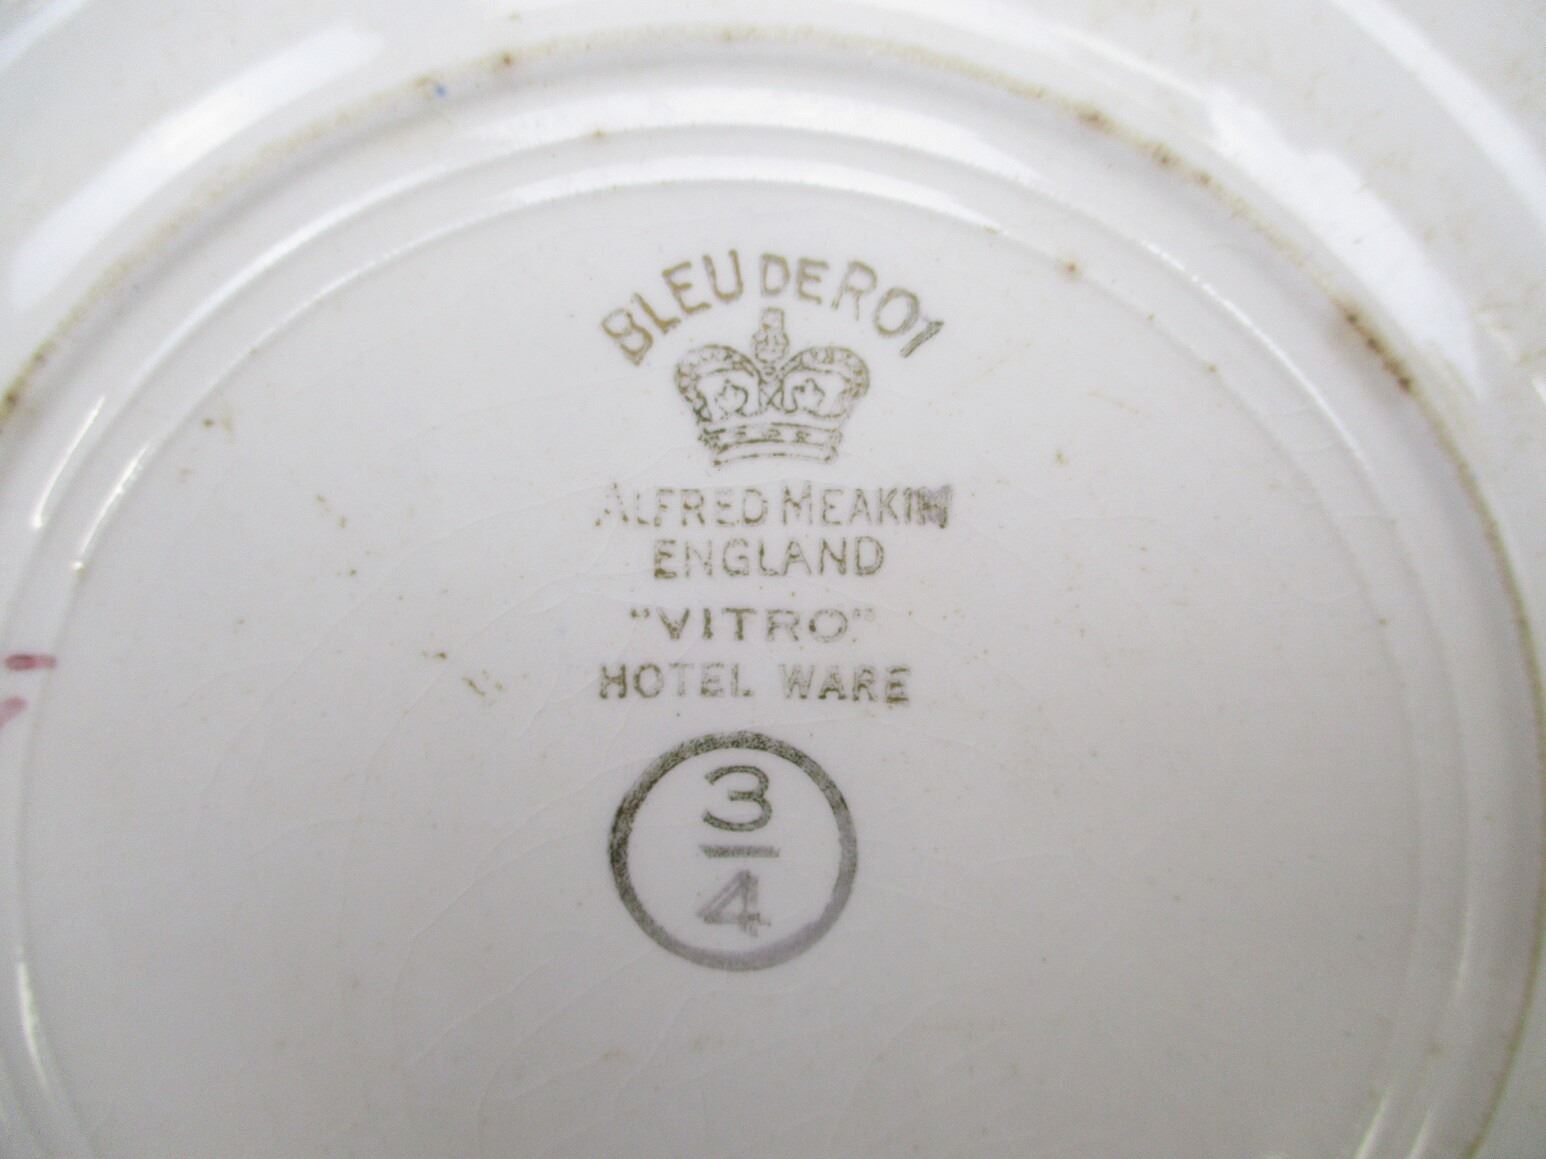 BLEU DE ROI
ALFRED MEAKIN
ENGLAND
"VITRO"
HOTEL WARE
3
4